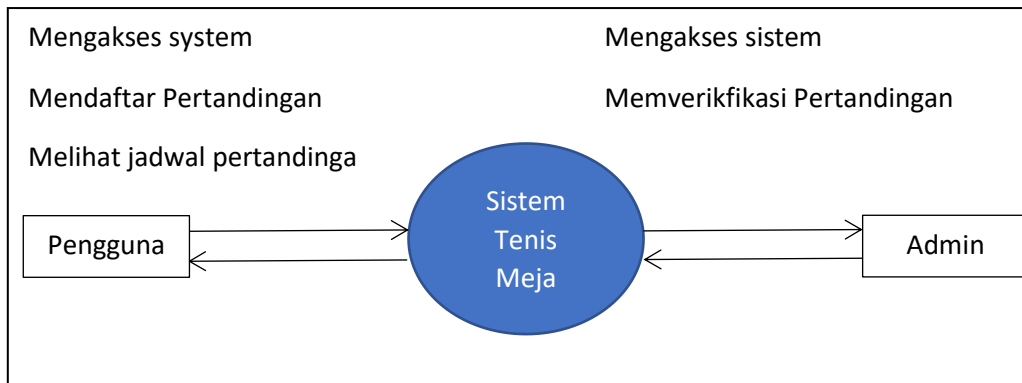 Mengakses system
Mendaftar Pertandingan
Melihat jadwal pertandinga
Mengakses sistem
Memverikfikasi Pertandingan
Pengguna
Sistem
Tenis
Meja
Admin